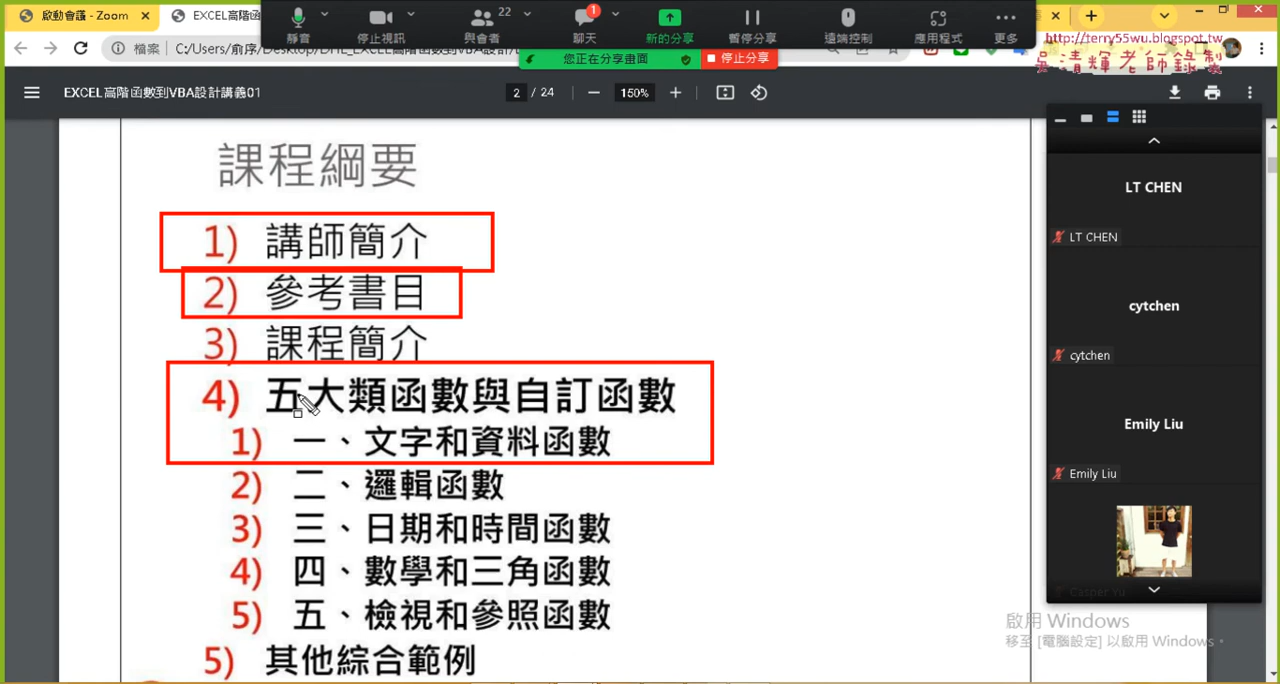 啟動會議 - Zoom
EXCEL高階函
靜音
停止視訊
22
與會者
1
聊天
新的分享
暫停分享
遠端控制
應用程式
更多
檔案
您正在分享畫面
停止分享
http://terry55wu.blogspot.tw
吳清輝老師錄製
EXCEL高階函數到VBA設計講義01
2 / 24
150%
課程綱要
1) 講師簡介
2) 參考書目
3) 課程簡介
4) 五大類函數與自訂函數
1) 一、文字和資料函數
2) 二、邏輯函數
3) 三、日期和時間函數
4) 四、數學和三角函數
5) 五、檢視和參照函數
5) 其他綜合範例
LT CHEN
LT CHEN
cytchen
cytchen
Emily Liu
Emily Liu
Casper Yu
啟用 Windows
移至 [電腦設定] 以啟用 Windows。